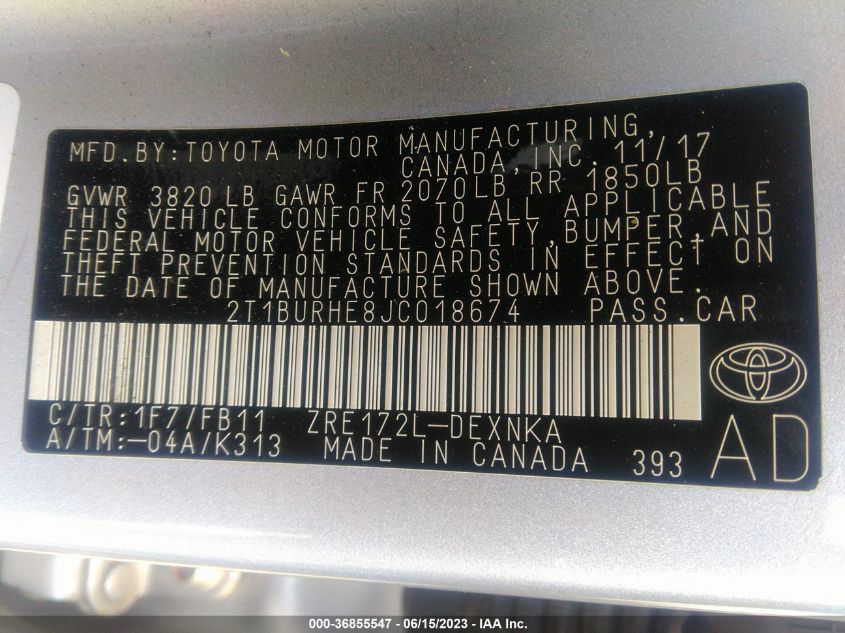 MFD.BY:TOYOTA MOTOR MANUFACTURING,
CANADA,INC. 11/17
GVWR 3820 LB GAWR FR 2070LB RR 1850LB
THIS VEHICLE CONFORMS TO ALL APPLICABLE
FEDERAL MOTOR VEHICLE SAFETY,BUMPER,AND
THEFT PREVENTION STANDARDS IN EFFECT ON
THE DATE OF MANUFACTURE SHOWN ABOVE.
2T1BURHE8JC018674 PASS.CAR
C/TR:1F7/FB11 ZRE172L-DEXNKA
A/TM:-04A/K313 MADE IN CANADA 393 AD
000-36855547 - 06/15/2023 - IAA Inc.